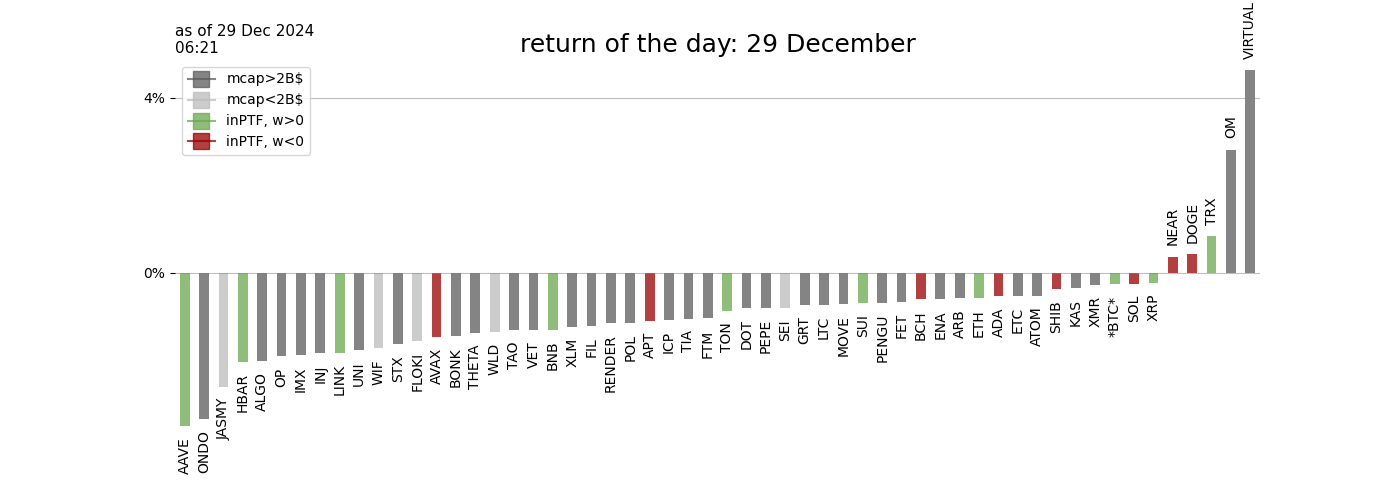 as of 29 Dec 2024
06:21
return of the day: 29 December
mcap>2B$
mcap<2B$
inPTF, w>0
inPTF, w<0
4%
0%
AAVE
ONDO
JASMY
HBAR
ALGO
OP
IMX
INJ
LINK
UNI
WIF
STX
FLOKI
AVAX
BONK
THETA
WLD
TAO
VET
BNB
XLM
FIL
RENDER
POL
APT
ICP
TIA
FTM
TON
DOT
PEPE
SEI
GRT
LTC
MOVE
SUI
PENGU
FET
BCH
ENA
ARB
ETH
ADA
ETC
ATOM
SHIB
KAS
XMR
*BTC*
SOL
XRP
NEAR
DOGE
TRX
OM
VIRTUAL